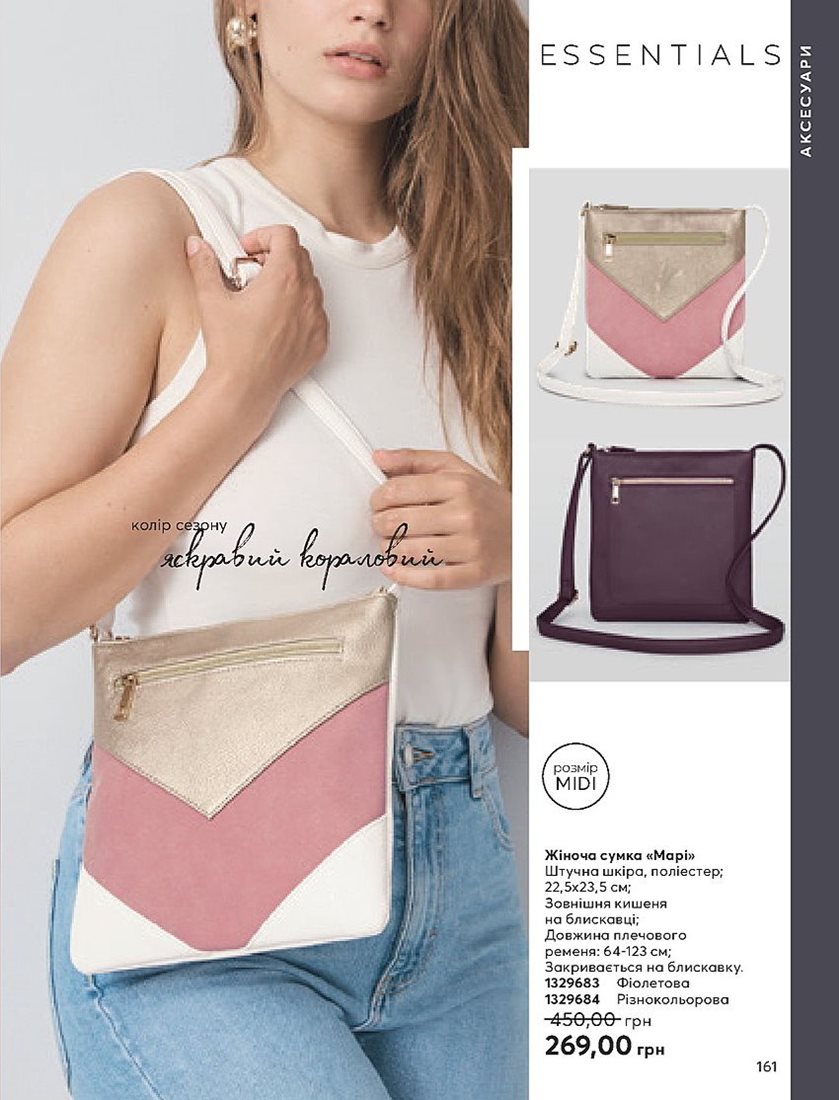 ESSENTIALS
АКСЕСУАРИ
колір сезону
яскравий кораловий
розмір
MIDI
Жіноча сумка «Марі»
Штучна шкіра, поліестер;
22,5х23,5 см;
Зовнішня кишеня
на блискавці;
Довжина плечового
ременя: 64-123 см;
Закривається на блискавку.
1329683 Фіолетова
1329684 Різнокольорова
450,00 грн
269,00 грн
161